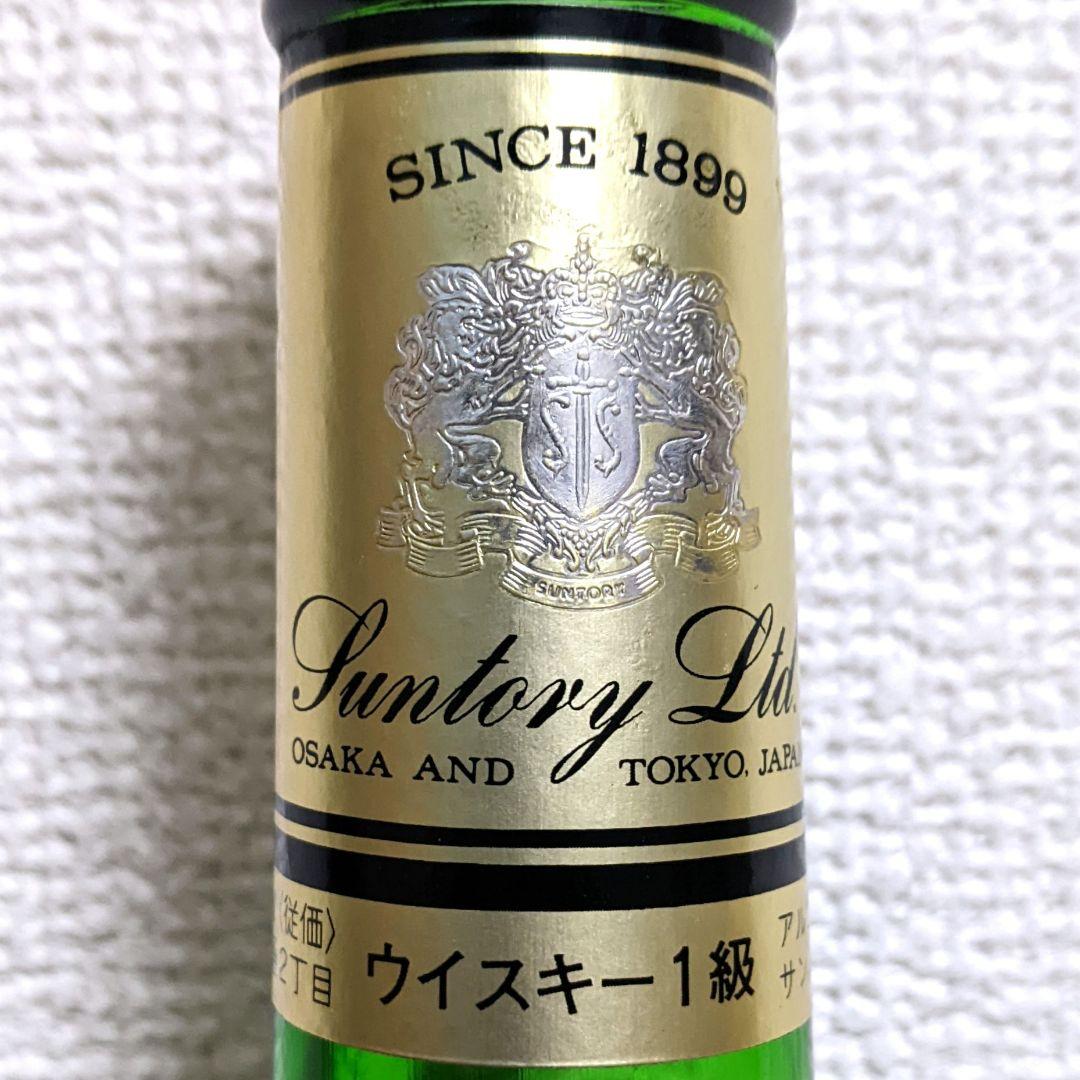 SINCE 1899
SUNTORY
Suntory Ltd.
OSAKA AND TOKYO, JAPAN
〈従価〉
2丁目
ウイスキー1級
アル
サン